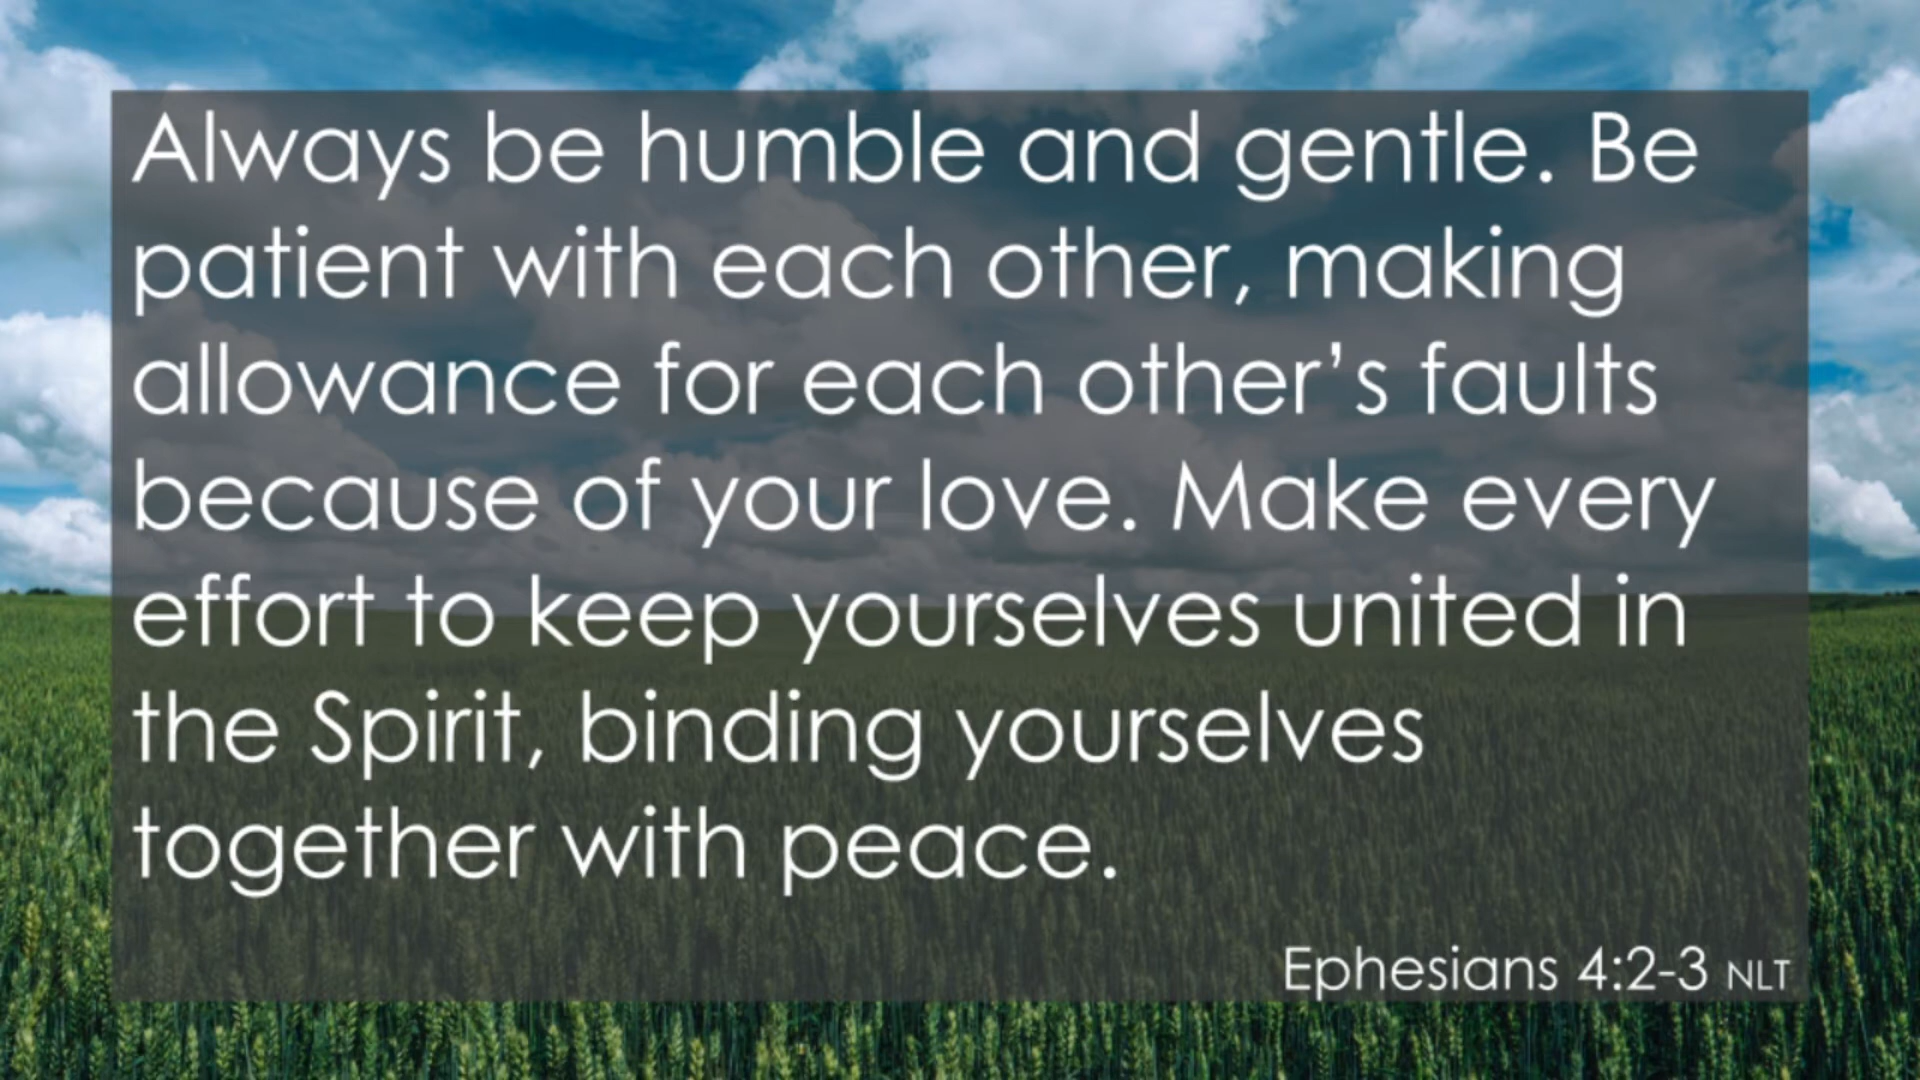 Always be humble and gentle. Be
patient with each other, making
allowance for each other’s faults
because of your love. Make every
effort to keep yourselves united in
the Spirit, binding yourselves
together with peace.
Ephesians 4:2-3 NLT